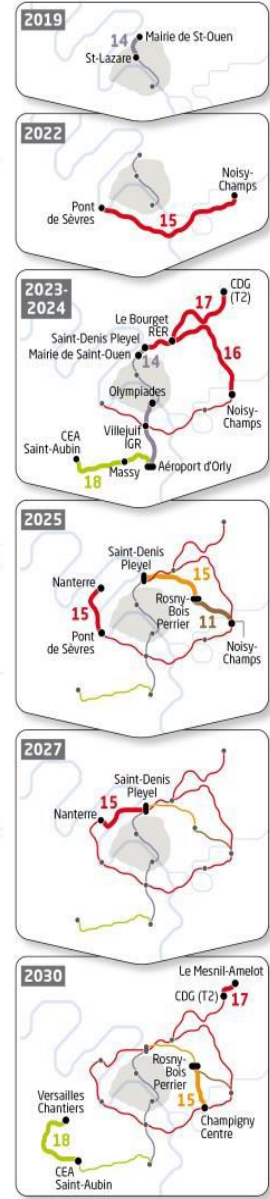 2019
14
Mairie de St-Ouen
St-Lazare
2022
Noisy-
Champs
Pont
de Sèvres
15
2023-
2024
CDG
(T2)
17
Le Bourget
RER
Saint-Denis Pleyel
Mairie de Saint-Ouen
14
16
Olympiades
Noisy-
Champs
Villejuif
IGR
CEA
Saint-Aubin
18
Massy
Aéroport d'Orly
2025
Saint-Denis
Pleyel
15
Nanterre
Rosny-
Bois
Perrier
15
11
Pont
de Sèvres
Noisy-
Champs
2027
Saint-Denis
Pleyel
15
Nanterre
2030
Le Mesnil-Amelot
CDG (T2)
17
Rosny-
Bois
Perrier
15
Versailles
Chantiers
Champigny
Centre
18
CEA
Saint-Aubin